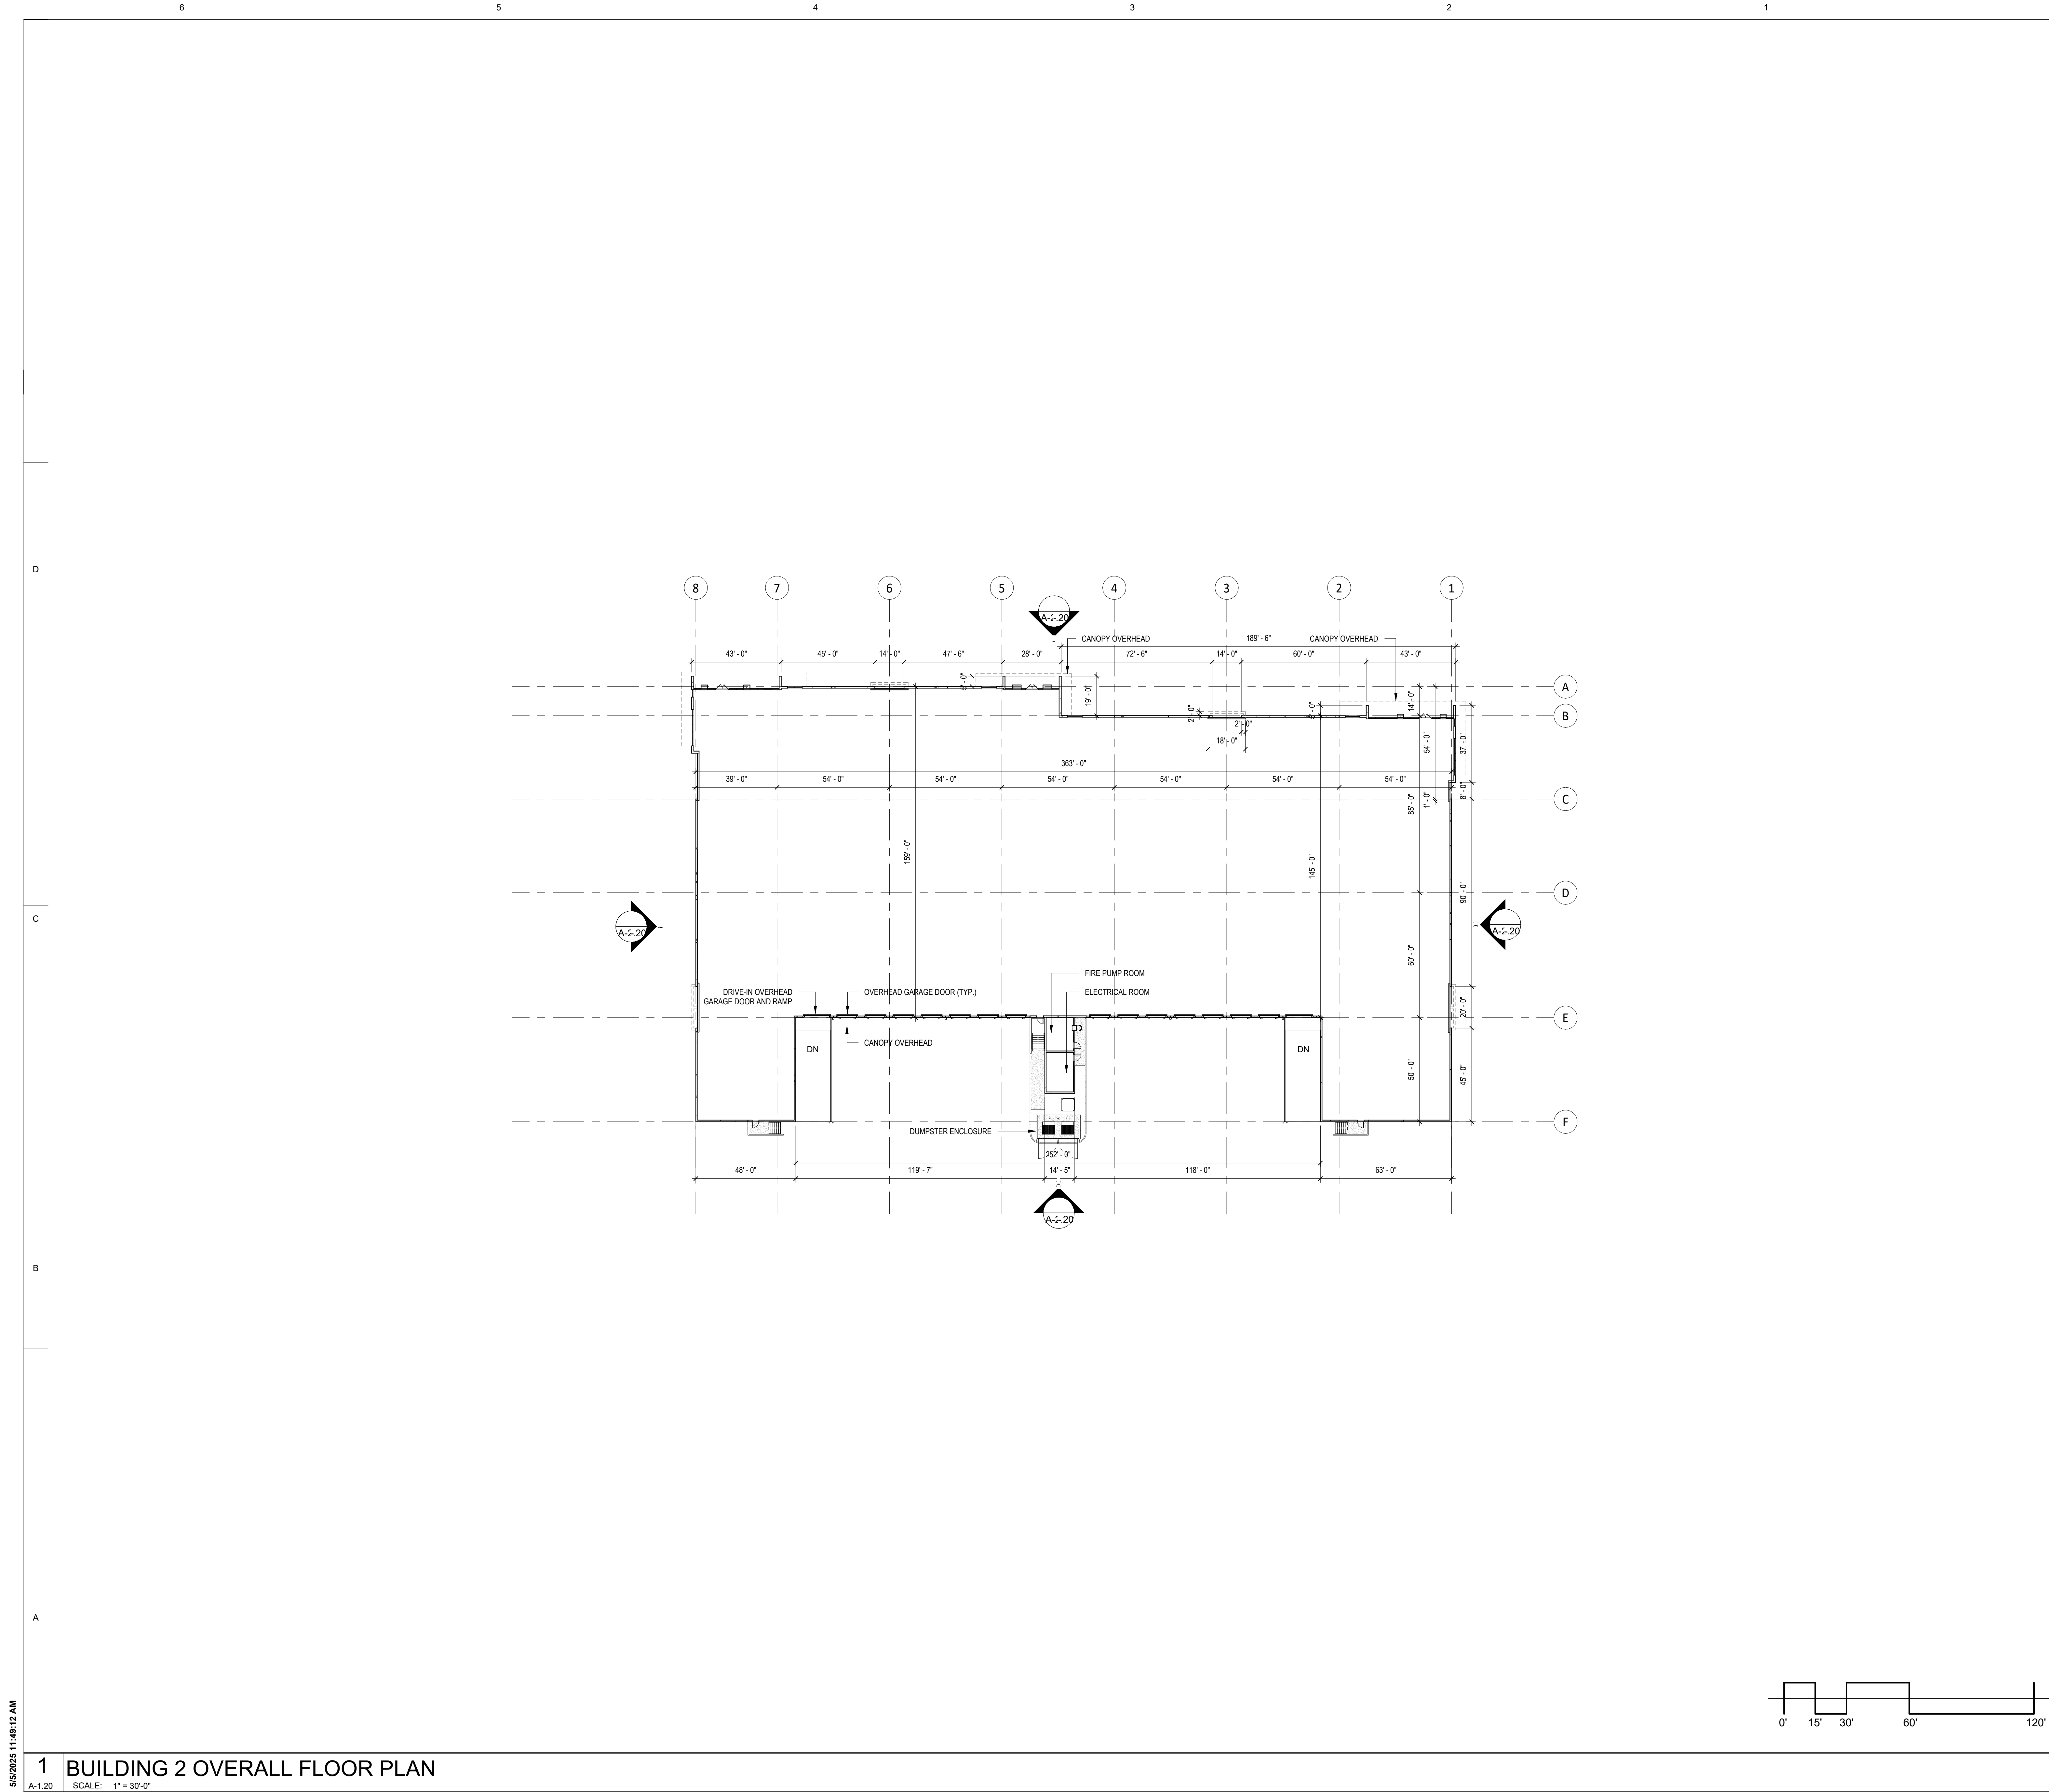 6 5 4 3 2 1
D
8 7 6 5 4 3 2 1
CANOPY OVERHEAD
189' - 6"
CANOPY OVERHEAD
43' - 0" 45' - 0" 14' - 0" 47' - 6" 28' - 0" 72' - 6" 14' - 0" 60' - 0" 43' - 0"
5' - 0"
19' - 0"
14' - 0"
A
2' - 0"
B
2' - 0"
18' - 0"
54' - 0"
37' - 0"
363' - 0"
39' - 0" 54' - 0" 54' - 0" 54' - 0" 54' - 0" 54' - 0" 54' - 0"
8' - 0"
85' - 0"
1' - 0"
C
159' - 0"
145' - 0"
90' - 0"
D
C
60' - 0"
FIRE PUMP ROOM
DRIVE-IN OVERHEAD
GARAGE DOOR AND RAMP
OVERHEAD GARAGE DOOR (TYP.)
ELECTRICAL ROOM
20' - 0"
E
CANOPY OVERHEAD
DN
DN
50' - 0"
45' - 0"
F
DUMPSTER ENCLOSURE
252' - 0"
48' - 0" 119' - 7" 14' - 5" 118' - 0" 63' - 0"
B
A
0' 15' 30' 60' 120'
5/5/2025 11:49:12 AM
1 BUILDING 2 OVERALL FLOOR PLAN
A-1.20 SCALE: 1" = 30'-0"